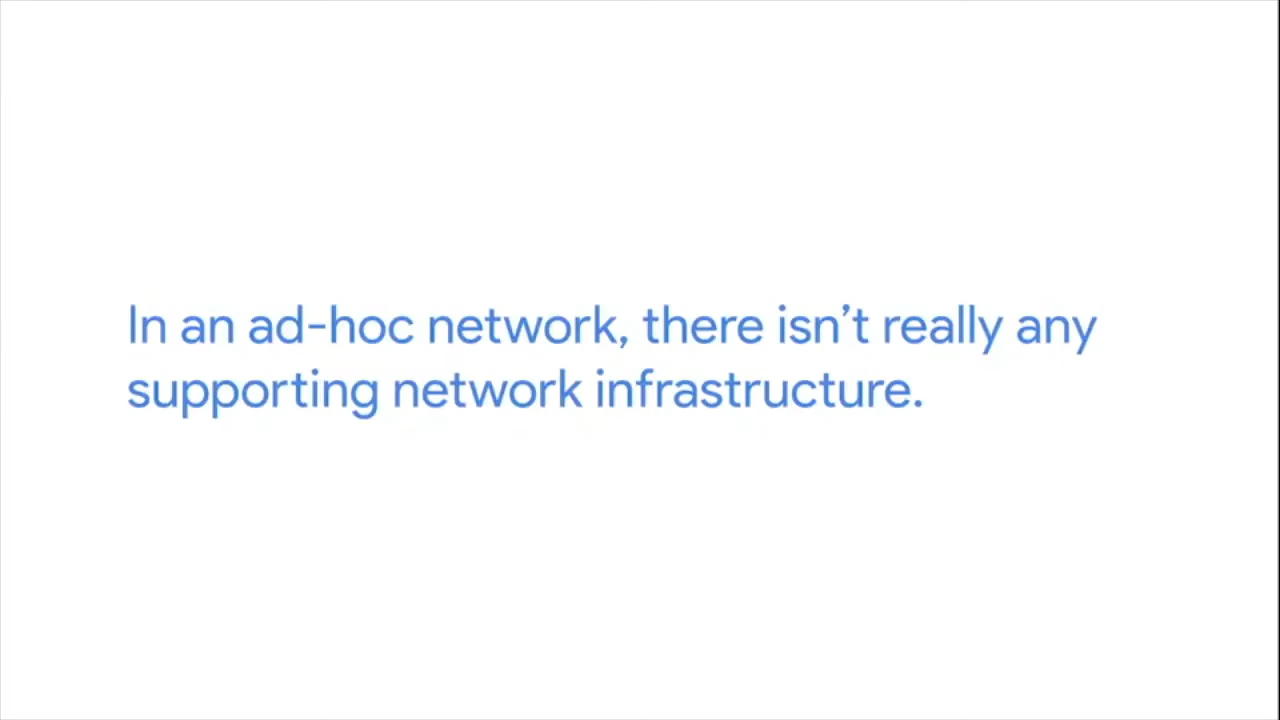 In an ad-hoc network, there isn’t really any
supporting network infrastructure.